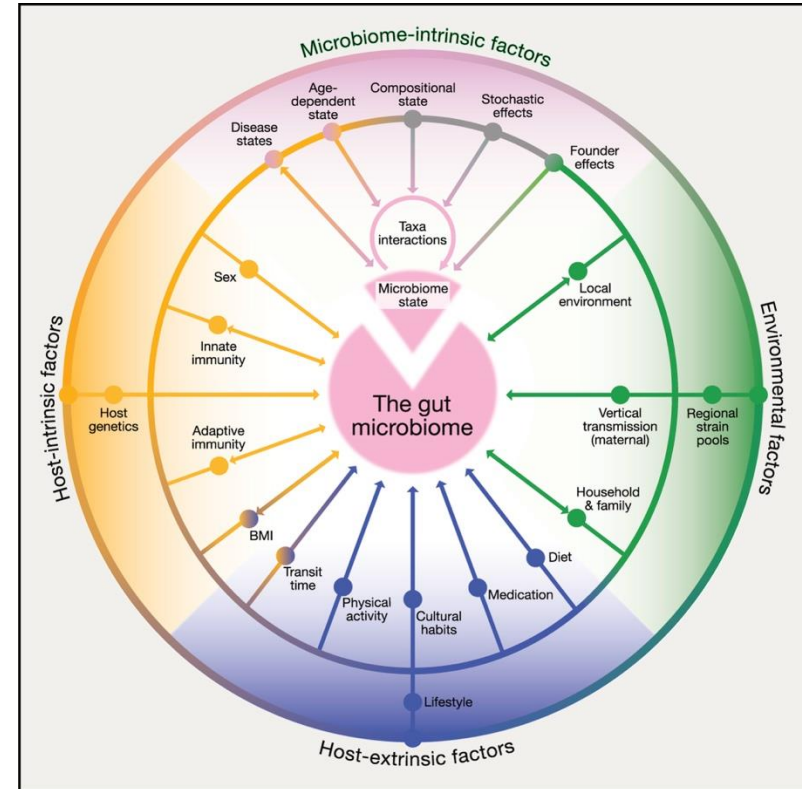 Microbiome-intrinsic factors
Age-
dependent
state
Compositional
state
Stochastic
effects
Disease
states
Founder
effects
Taxa
interactions
Microbiome
state
Sex
Local
environment
Innate
immunity
Host-intrinsic factors
Environmental factors
Host
genetics
The gut
microbiome
Vertical
transmission
(maternal)
Regional
strain
pools
Adaptive
immunity
Household
& family
BMI
Transit
time
Diet
Physical
activity
Cultural
habits
Medication
Lifestyle
Host-extrinsic factors